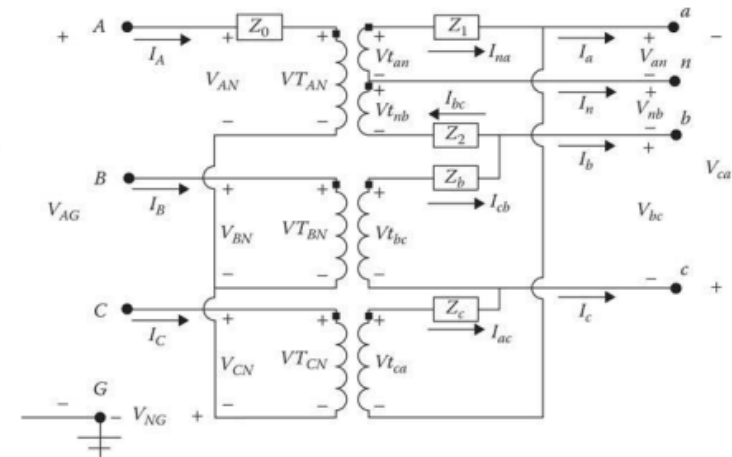 A
Z0
Z1
a
+
IA
+
+
+
Ina
Ia
+
−
VAN
VTAN
Vtan
Van
−
−
n
+
Ibc
In
+
Vtnb
Vnb
−
−
−
−
b
Z2
Ib
+
B
Zb
Vca
IB
+
+
+
Icb
VAG
VBN
VTBN
Vtbc
Vbc
−
−
−
−
c
+
C
Zc
Ic
IC
+
+
+
Iac
VCN
VTCN
Vtca
G
−
− VNG +
−
−
−